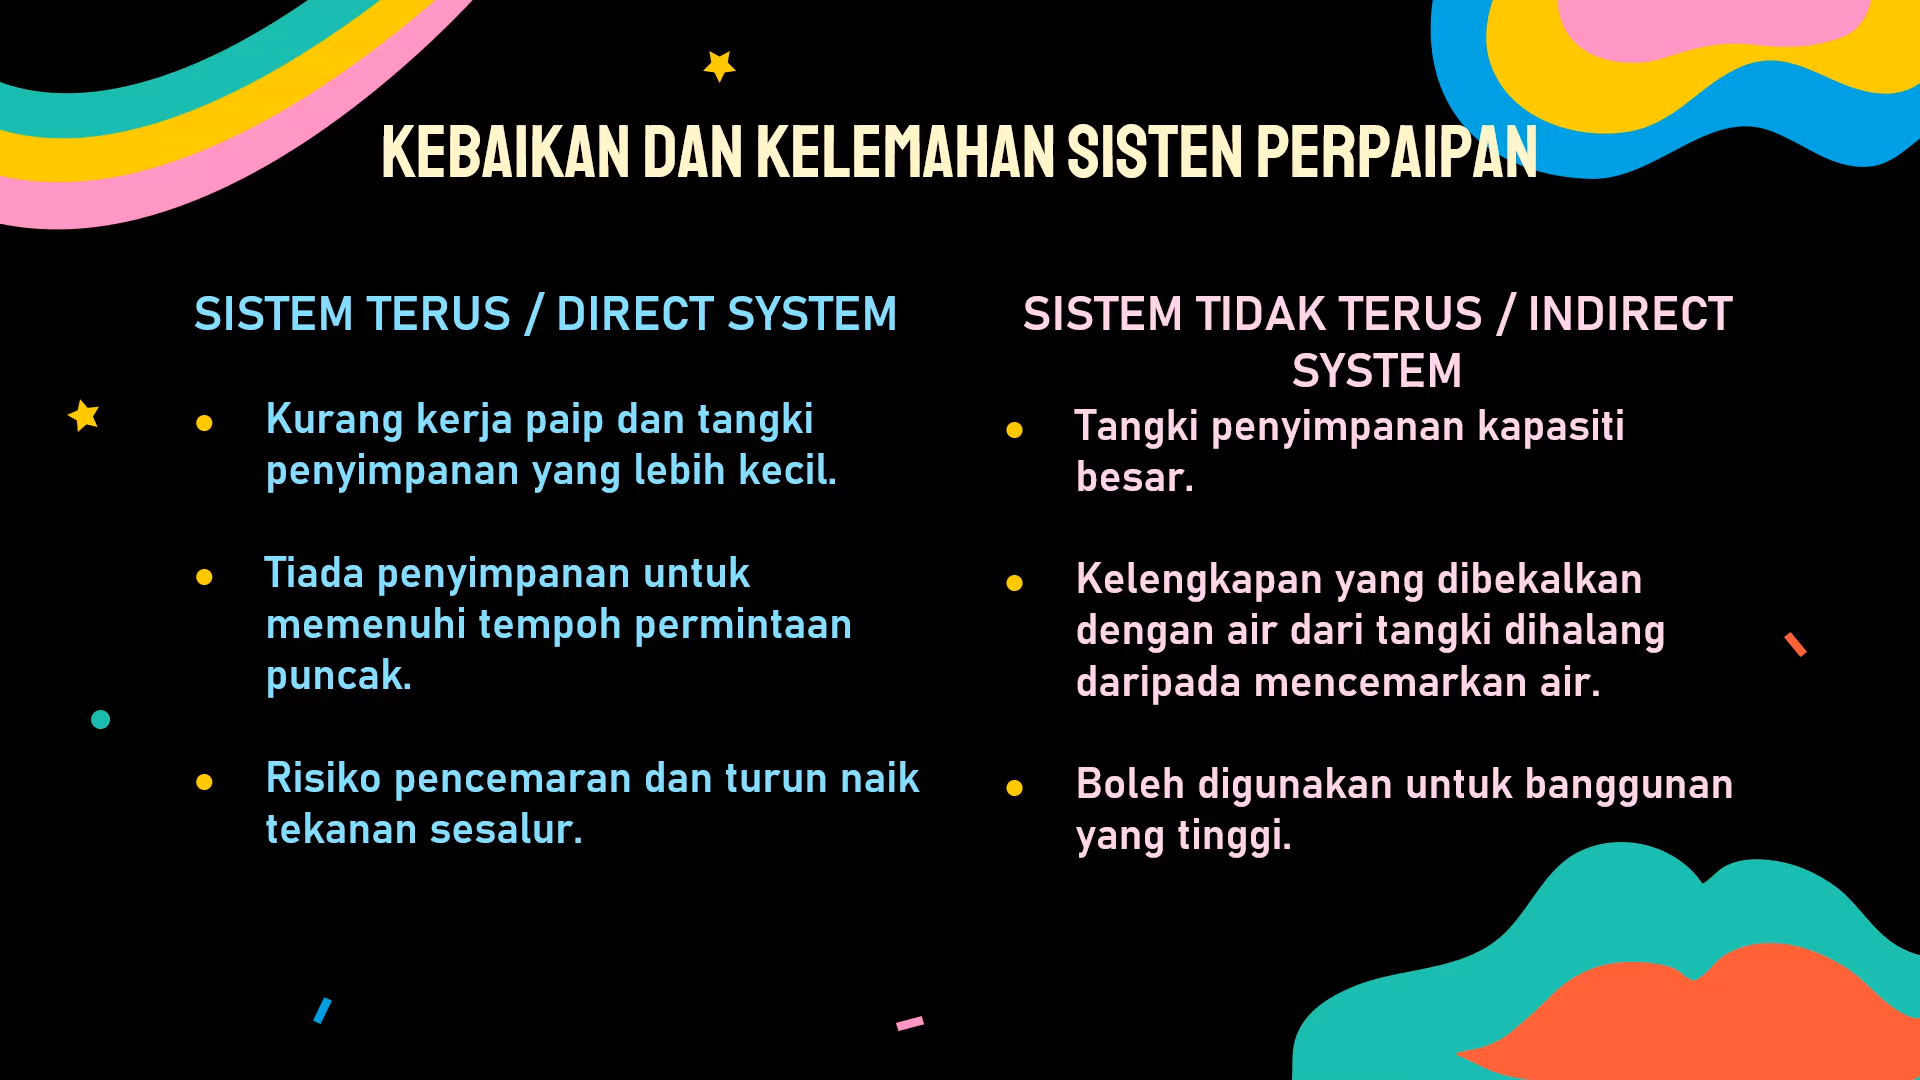 KEBAIKAN DAN KELEMAHAN SISTEN PERPAIPAN
SISTEM TERUS / DIRECT SYSTEM
Kurang kerja paip dan tangki
penyimpanan yang lebih kecil.
Tiada penyimpanan untuk
memenuhi tempoh permintaan
puncak.
Risiko pencemaran dan turun naik
tekanan sesalur.
SISTEM TIDAK TERUS / INDIRECT
SYSTEM
Tangki penyimpanan kapasiti
besar.
Kelengkapan yang dibekalkan
dengan air dari tangki dihalang
daripada mencemarkan air.
Boleh digunakan untuk banggunan
yang tinggi.